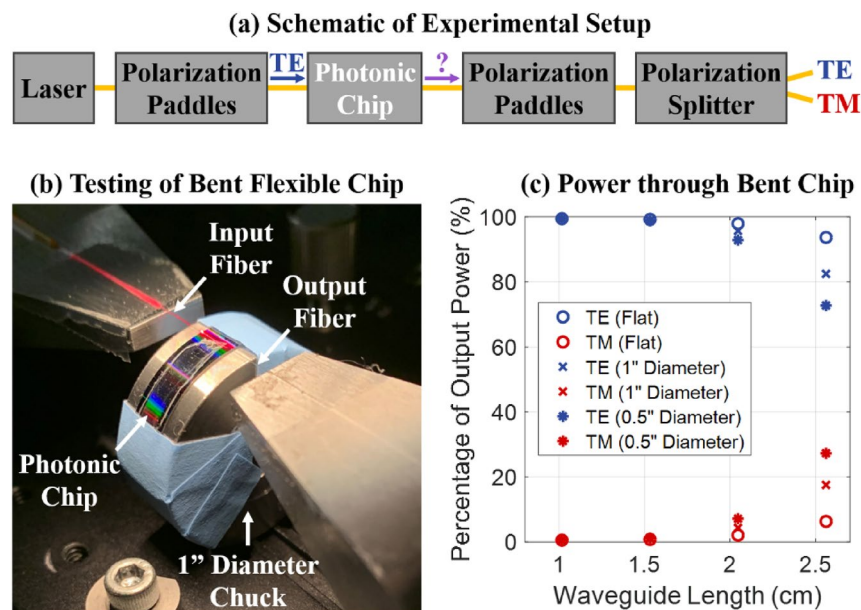 (a) Schematic of Experimental Setup
Laser
Polarization
Paddles
TE
Photonic
Chip
?
Polarization
Paddles
Polarization
Splitter
TE
TM
(b) Testing of Bent Flexible Chip
Input
Fiber
Output
Fiber
Photonic
Chip
1” Diameter
Chuck
(c) Power through Bent Chip
Percentage of Output Power (%)
100
80
60
40
20
0
TE (Flat)
TM (Flat)
TE (1" Diameter)
TM (1" Diameter)
TE (0.5" Diameter)
TM (0.5" Diameter)
1
1.5
2
2.5
Waveguide Length (cm)